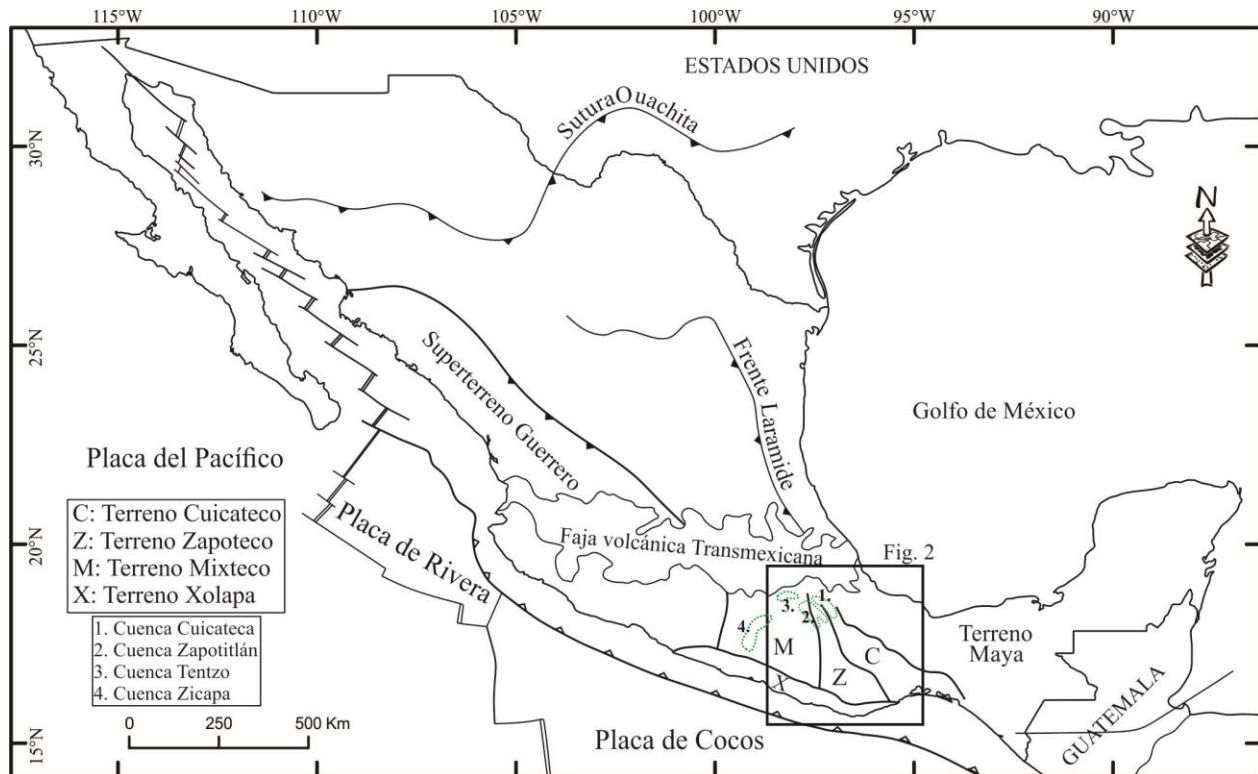 115°W
110°W
105°W
100°W
95°W
90°W
ESTADOS UNIDOS
Sutura Ouachita
30°N
N
25°N
Superterreno Guerrero
Frente Laramide
Golfo de México
Placa del Pacífico
C: Terreno Cuicateco
Z: Terreno Zapoteco
M: Terreno Mixteco
X: Terreno Xolapa
Placa de Rivera
20°N
Faja volcánica Transmexicana
Fig. 2
1.
3.
2.
4.
M
C
Z
X
Terreno
Maya
GUATEMALA
1. Cuenca Cuicateca
2. Cuenca Zapotitlán
3. Cuenca Tentzo
4. Cuenca Zicapa
0 250 500 Km
15°N
Placa de Cocos